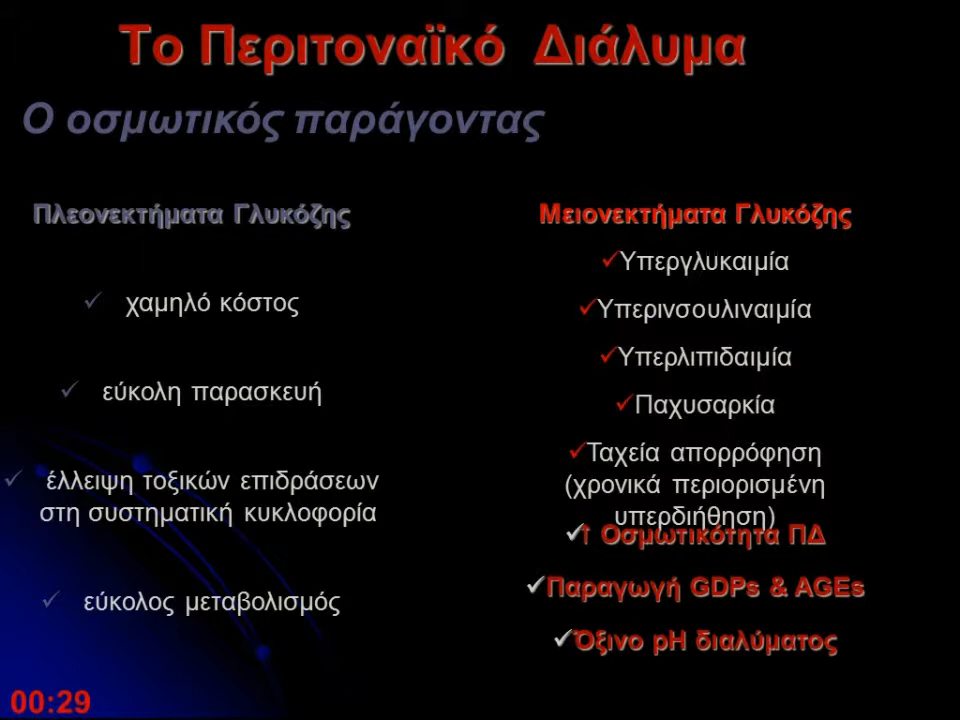 Το Περιτοναϊκό Διάλυμα
Ο οσμωτικός παράγοντας
Πλεονεκτήματα Γλυκόζης
χαμηλό κόστος
εύκολη παρασκευή
έλλειψη τοξικών επιδράσεων
στη συστηματική κυκλοφορία
εύκολος μεταβολισμός
Μειονεκτήματα Γλυκόζης
Υπεργλυκαιμία
Υπερινσουλιναιμία
Υπερλιπιδαιμία
Παχυσαρκία
Ταχεία απορρόφηση
(χρονικά περιορισμένη
υπερδιήθηση)
↑ Οσμωτικότητα ΠΔ
Παραγωγή GDPs & AGEs
Όξινο pH διαλύματος
00:29